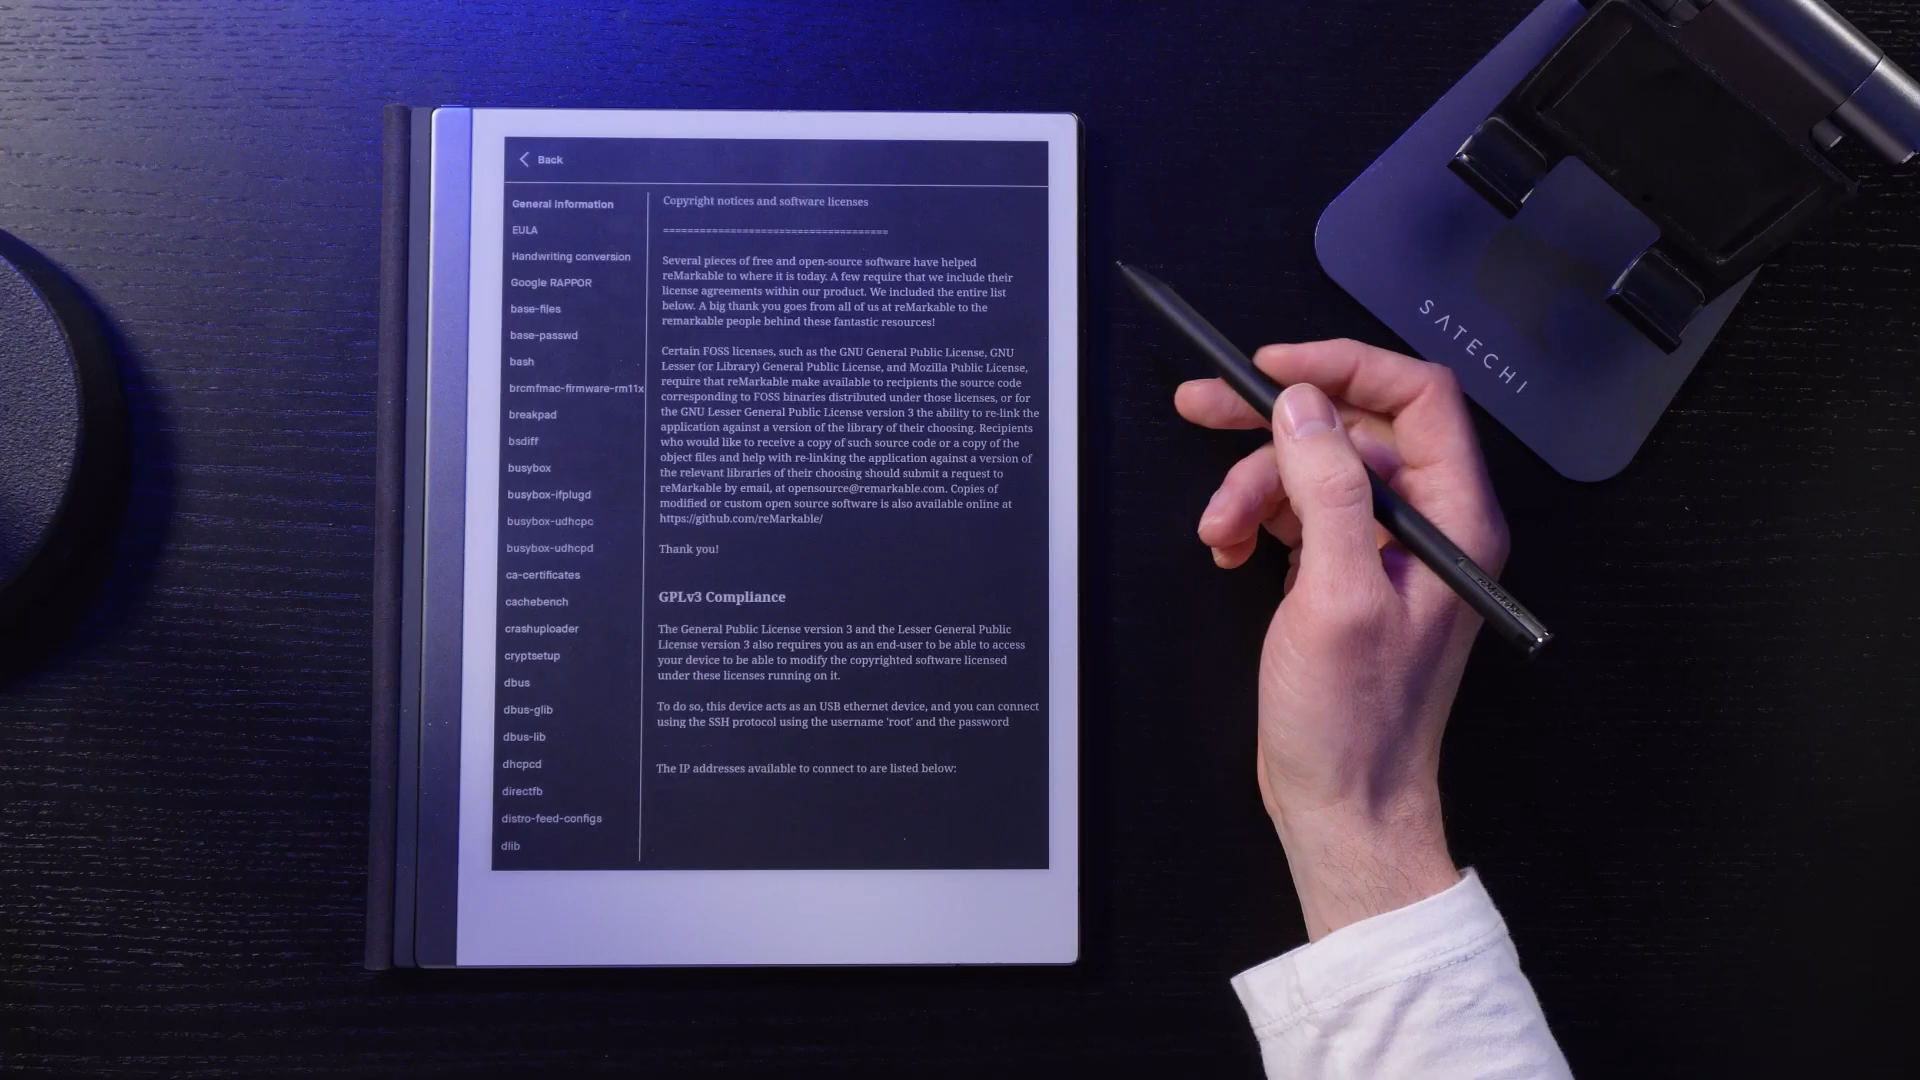 Back
General information
EULA
Handwriting conversion
Google RAPPOR
base-files
base-passwd
bash
brcmfmac-firmware-rm11x
breakpad
bsdiff
busybox
busybox-ifplugd
busybox-udhcpc
busybox-udhcpd
ca-certificates
cachebench
crashuploader
cryptsetup
dbus
dbus-glib
dbus-lib
dhcpcd
directfb
distro-feed-configs
dlib
Copyright notices and software licenses
=====================================
Several pieces of free and open-source software have helped
reMarkable to where it is today. A few require that we include their
license agreements within our product. We included the entire list
below. A big thank you goes from all of us at reMarkable to the
remarkable people behind these fantastic resources!
Certain FOSS licenses, such as the GNU General Public License, GNU
Lesser (or Library) General Public License, and Mozilla Public License,
require that reMarkable make available to recipients the source code
corresponding to FOSS binaries distributed under those licenses, or for
the GNU Lesser General Public License version 3 the ability to re-link the
application against a version of the library of their choosing. Recipients
who would like to receive a copy of such source code or a copy of the
object files and help with re-linking the application against a version of
the relevant libraries of their choosing should submit a request to
reMarkable by email, at opensource@remarkable.com. Copies of
modified or custom open source software is also available online at
https://github.com/reMarkable/
Thank you!
GPLv3 Compliance
The General Public License version 3 and the Lesser General Public
License version 3 also requires you as an end-user to be able to access
your device to be able to modify the copyrighted software licensed
under these licenses running on it.
To do so, this device acts as an USB ethernet device, and you can connect
using the SSH protocol using the username 'root' and the password
The IP addresses available to connect to are listed below:
SATECHI
reMarkable